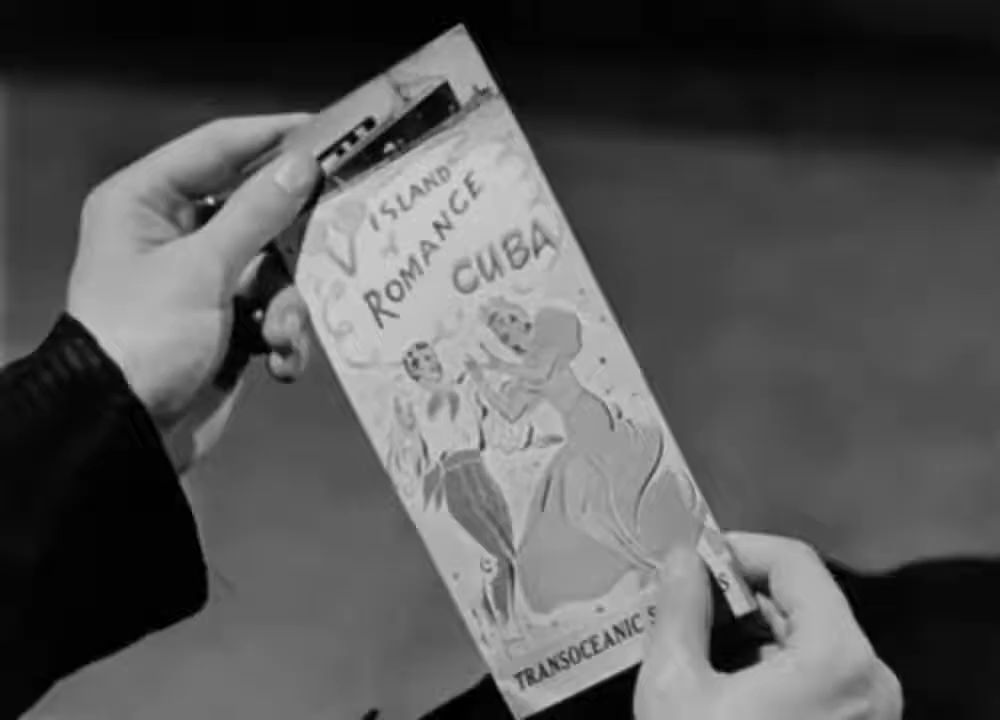 ISLAND
ROMANCE
CUBA
TRANSOCEANIC S
S